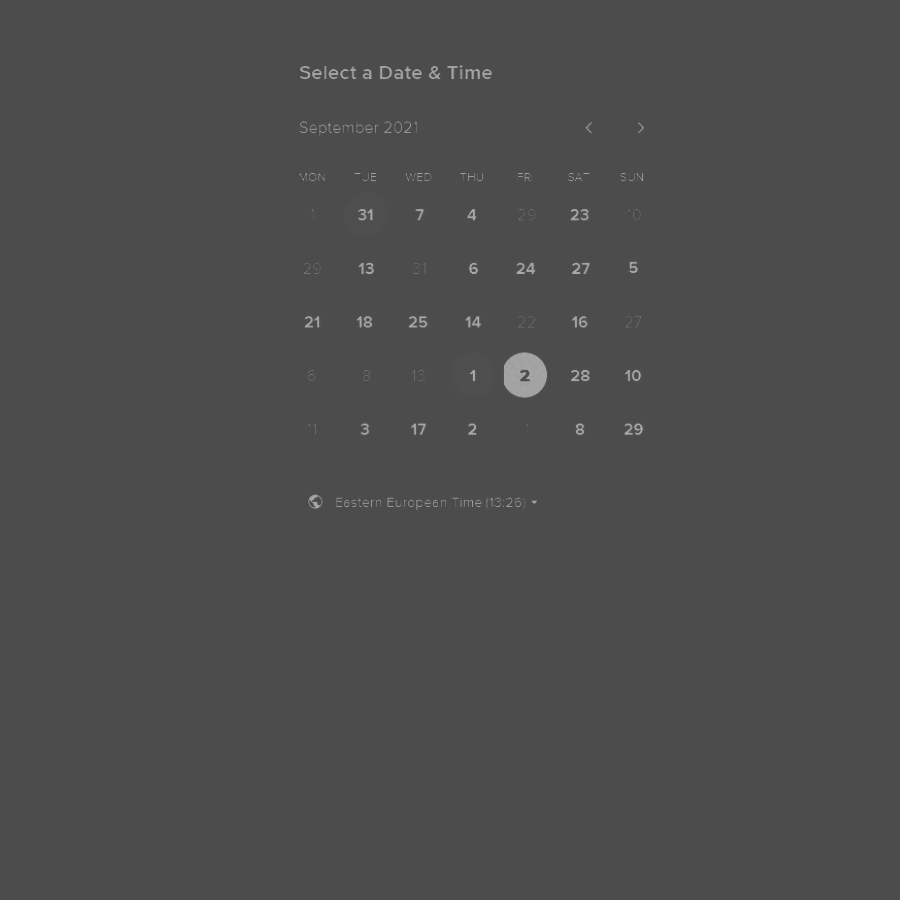 Select a Date & Time
September 2021
MON TUE WED THU FRI SAT SUN
1 31 7 4 29 23 10
29 13 31 6 24 27 5
21 18 25 14 22 16 27
6 8 13 1 2 28 10
11 3 17 2 1 8 29
Eastern European Time (13:26)